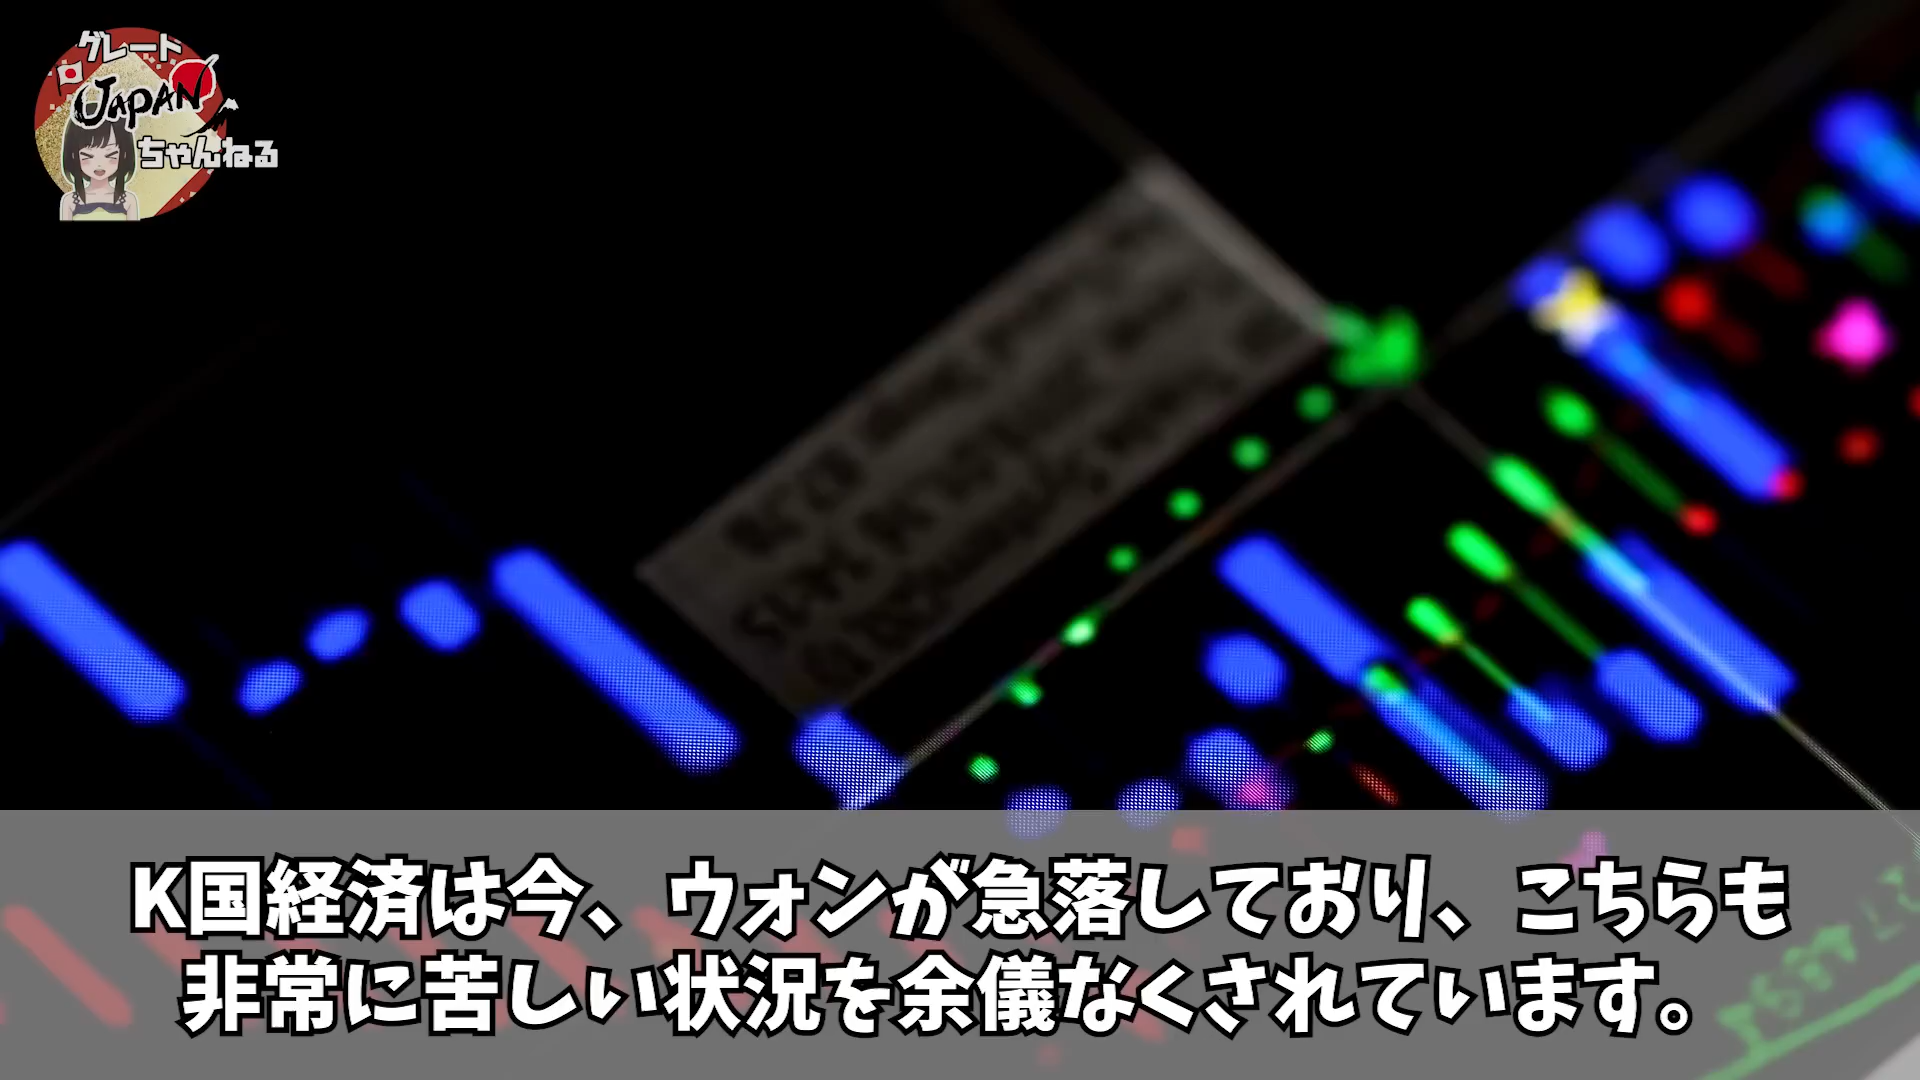 グレート
JAPAN
ちゃんねる
K国経済は今、ウォンが急落しており、こちらも
非常に苦しい状況を余儀なくされています。